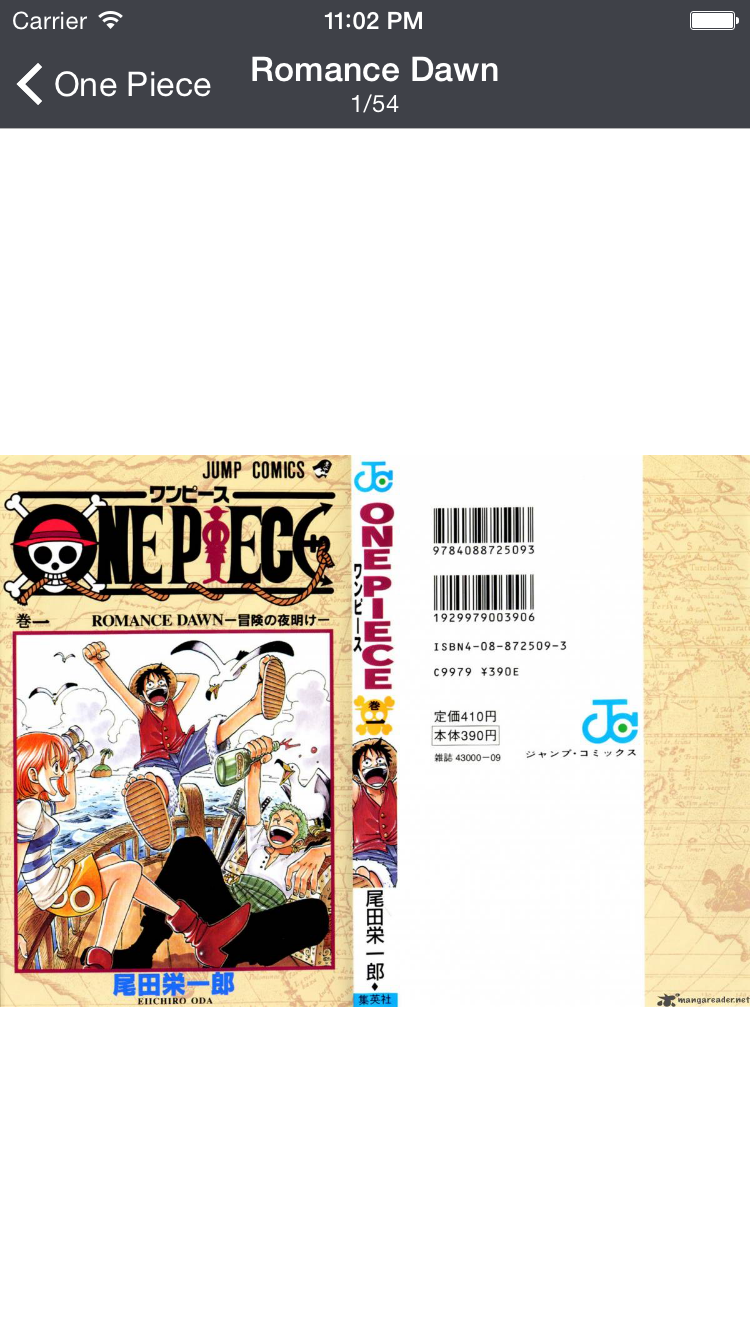 Carrier 11:02 PM
One Piece
Romance Dawn
1/54
JUMP COMICS
ワンピース
ONE PIECE
巻一 ROMANCE DAWN—冒険の夜明け—
尾田栄一郎
EIICHIRO ODA
ONE PIECE
ワンピース
巻一
尾田栄一郎
集英社
9784088725093
1929979003906
ISBN4-08-872509-3
C9979 ¥390E
定価410円
本体390円
雑誌 43000-09
ジャンプ・コミックス
mangareader.net